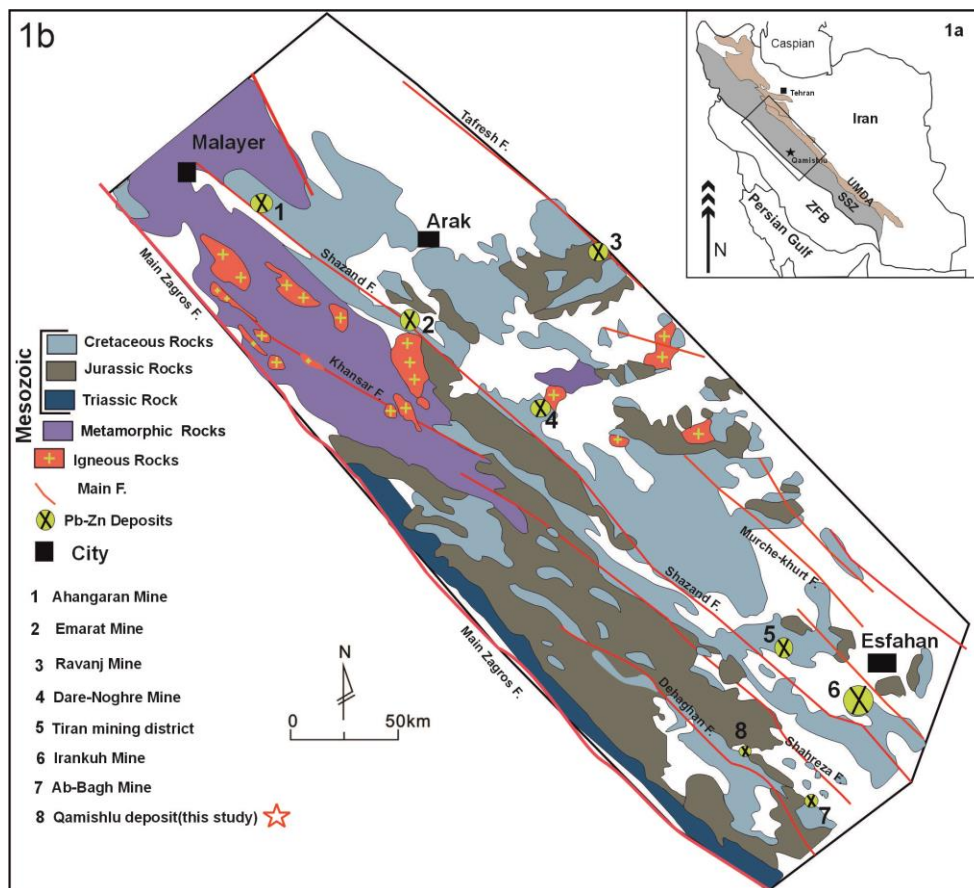 1b
1a
Caspian
Tehran
Iran
Qamishlu
UMDA
SSZ
ZFB
Persian Gulf
N
Tafresh F.
Malayer
1
Arak
3
Main Zagros F.
Shazand F.
2
Khansar F.
4
Mesozoic
Cretaceous Rocks
Jurassic Rocks
Triassic Rock
Metamorphic Rocks
Igneous Rocks
Main F.
Pb-Zn Deposits
City
Murche-khurt F.
Shazand F.
5
Esfahan
6
Main Zagros F.
Dehaghan F.
8
Shahreza F.
7
1 Ahangaran Mine
2 Emarat Mine
3 Ravanj Mine
4 Dare-Noghre Mine
5 Tiran mining district
6 Irankuh Mine
7 Ab-Bagh Mine
8 Qamishlu deposit(this study)
N
0 50km